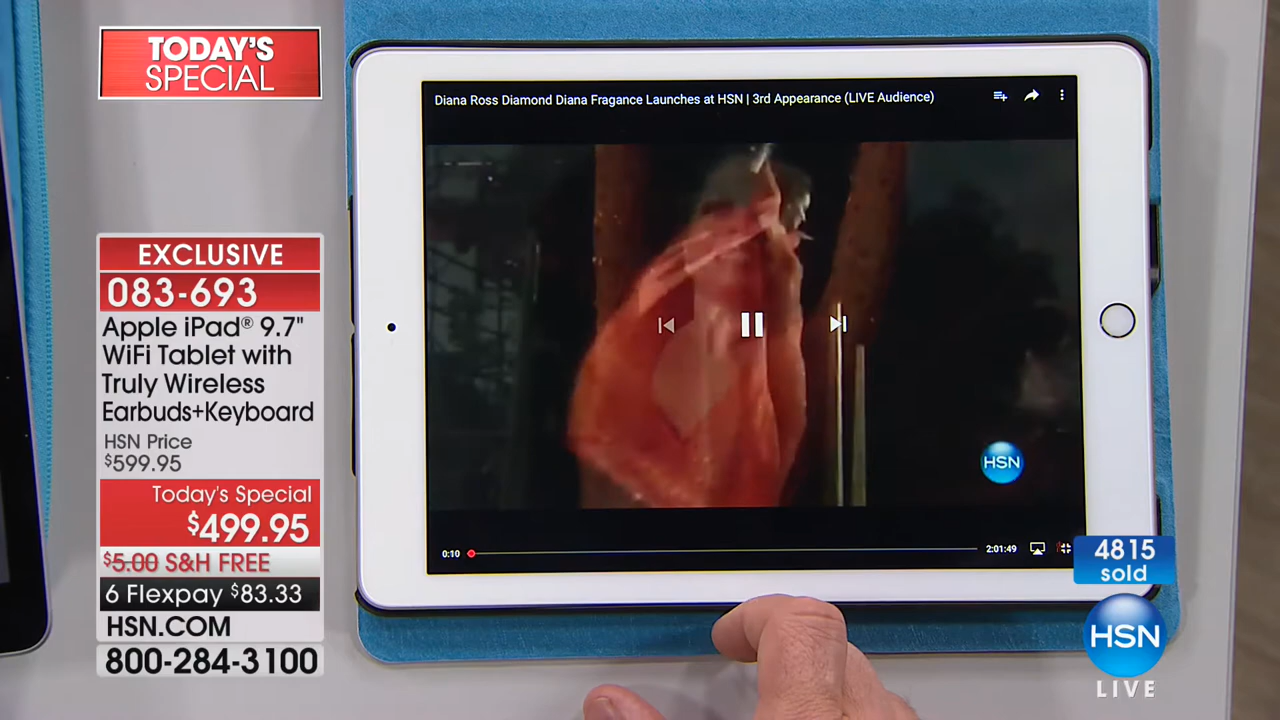 TODAY'S
SPECIAL
EXCLUSIVE
083-693
Apple iPad® 9.7"
WiFi Tablet with
Truly Wireless
Earbuds+Keyboard
HSN Price
$599.95
Today's Special
$499.95
$5.00 S&H FREE
6 Flexpay $83.33
HSN.COM
800-284-3100
Diana Ross Diamond Diana Fragance Launches at HSN | 3rd Appearance (LIVE Audience)
HSN
0:10
2:01:49
4815
sold
HSN
LIVE